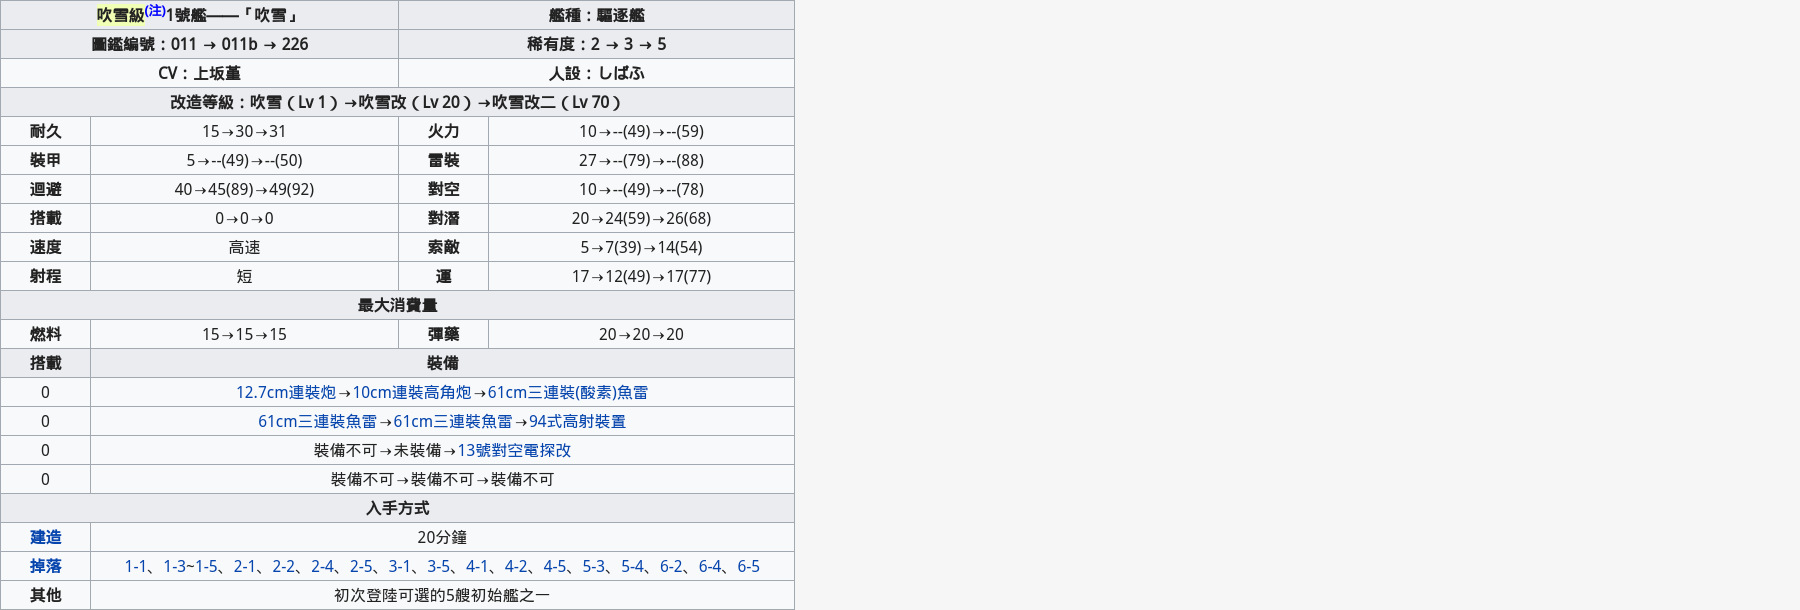 吹雪級(注)1號艦——「吹雪」 艦種：驅逐艦
圖鑑編號：011 → 011b → 226 稀有度：2 → 3 → 5
CV：上坂堇 人設：しばふ
改造等級：吹雪（Lv 1）→吹雪改（Lv 20）→吹雪改二（Lv 70）
耐久 15→30→31 火力 10→--(49)→--(59)
裝甲 5→--(49)→--(50) 雷裝 27→--(79)→--(88)
迴避 40→45(89)→49(92) 對空 10→--(49)→--(78)
搭載 0→0→0 對潛 20→24(59)→26(68)
速度 高速 索敵 5→7(39)→14(54)
射程 短 運 17→12(49)→17(77)
最大消費量
燃料 15→15→15 彈藥 20→20→20
搭載 裝備
0 12.7cm連裝炮→10cm連裝高角炮→61cm三連裝(酸素)魚雷
0 61cm三連裝魚雷→61cm三連裝魚雷→94式高射裝置
0 裝備不可→未裝備→13號對空電探改
0 裝備不可→裝備不可→裝備不可
入手方式
建造 20分鐘
掉落 1-1、1-3~1-5、2-1、2-2、2-4、2-5、3-1、3-5、4-1、4-2、4-5、5-3、5-4、6-2、6-4、6-5
其他 初次登陸可選的5艘初始艦之一